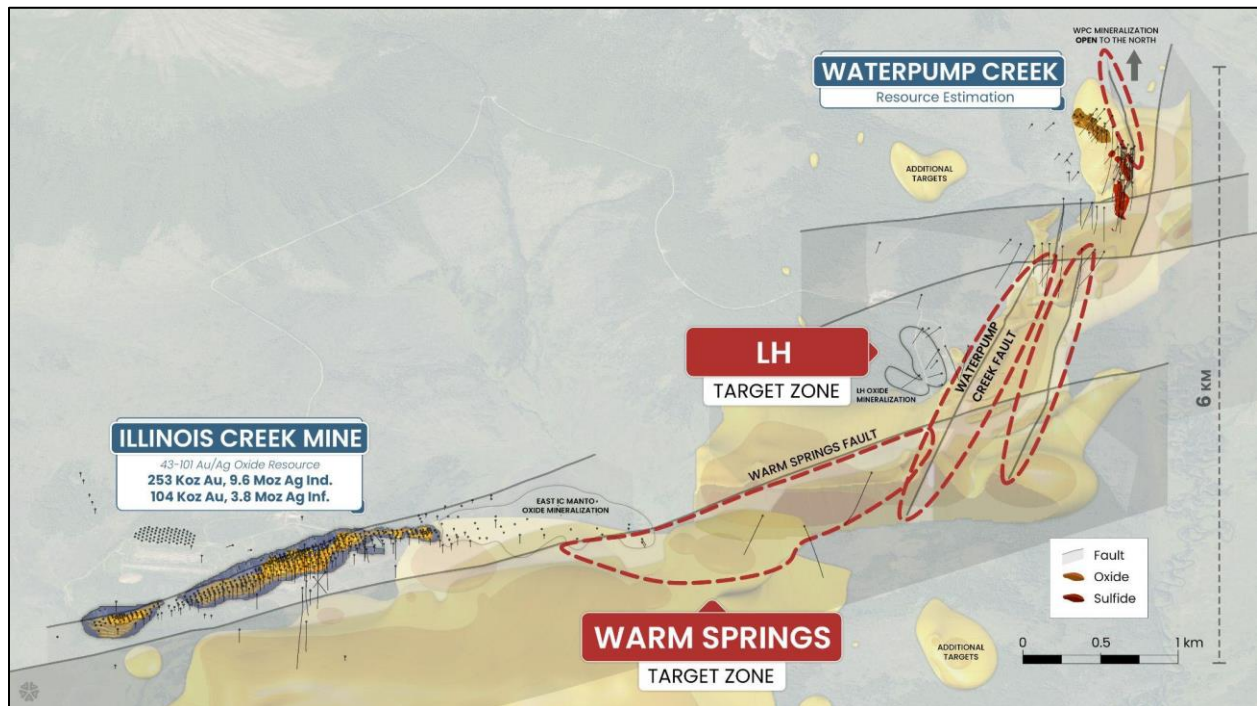 WPC MINERALIZATION
OPEN TO THE NORTH
WATERPUMP CREEK
Resource Estimation
ADDITIONAL
TARGETS
LH
TARGET ZONE
LH OXIDE
MINERALIZATION
WATERPUMP
CREEK FAULT
6 KM
ILLINOIS CREEK MINE
43-101 Au/Ag Oxide Resource
253 Koz Au, 9.6 Moz Ag Ind.
104 Koz Au, 3.8 Moz Ag Inf.
WARM SPRINGS FAULT
EAST IC MANTO-
OXIDE MINERALIZATION
Fault
Oxide
Sulfide
WARM SPRINGS
TARGET ZONE
ADDITIONAL
TARGETS
0 0.5 1 km